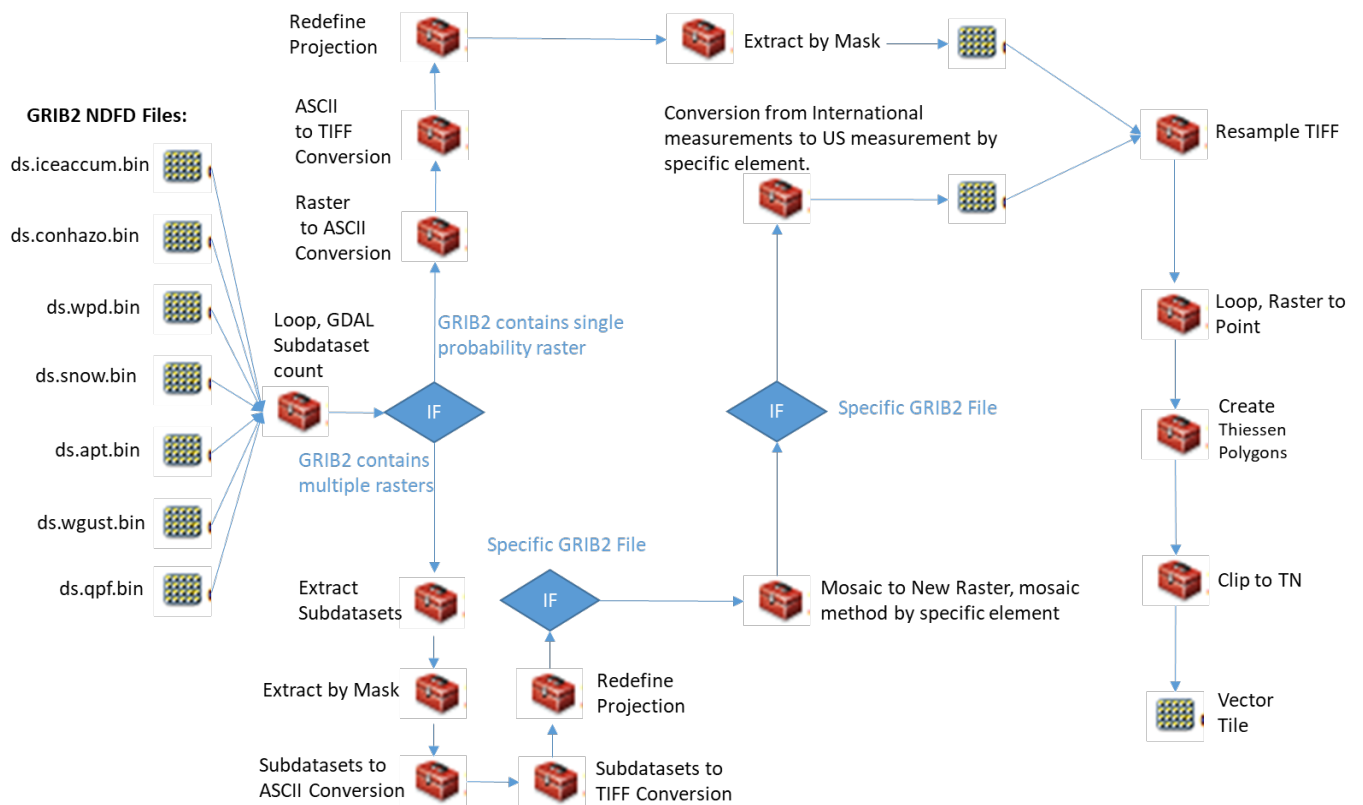 GRIB2 NDFD Files:
ds.iceaccum.bin
ds.conhazo.bin
ds.wpd.bin
ds.snow.bin
ds.apt.bin
ds.wgust.bin
ds.qpf.bin
Loop, GDAL
Subdataset
count
IF
GRIB2 contains single
probability raster
Raster
to ASCII
Conversion
ASCII
to TIFF
Conversion
Redefine
Projection
Extract by Mask
GRIB2 contains
multiple rasters
Extract
Subdatasets
Extract by Mask
Subdatasets to
ASCII Conversion
Subdatasets to
TIFF Conversion
Redefine
Projection
IF
Specific GRIB2 File
Mosaic to New Raster, mosaic
method by specific element
IF
Specific GRIB2 File
Conversion from International
measurements to US measurement by
specific element.
Resample TIFF
Loop, Raster to
Point
Create
Thiessen
Polygons
Clip to TN
Vector
Tile